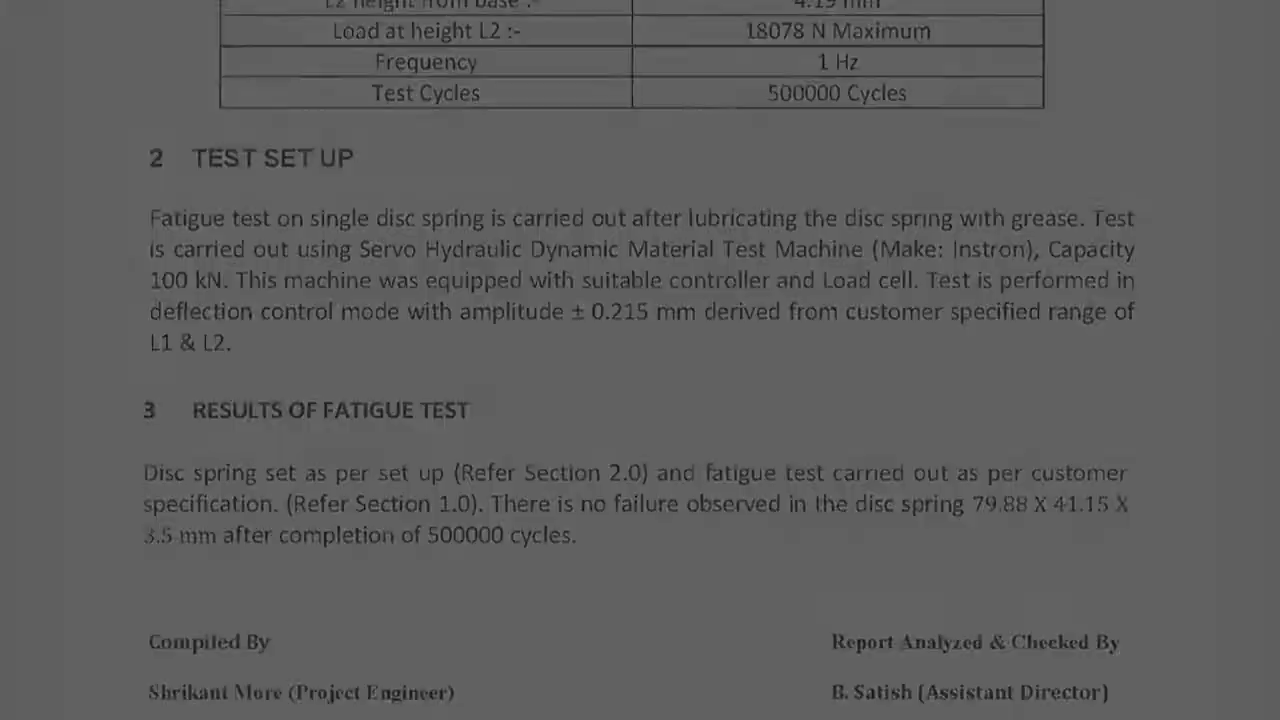 L2 height from base :- 4.15 mm
Load at height L2 :- 18078 N Maximum
Frequency 1 Hz
Test Cycles 500000 Cycles
2 TEST SET UP
Fatigue test on single disc spring is carried out after lubricating the disc spring with grease. Test
is carried out using Servo Hydraulic Dynamic Material Test Machine (Make: Instron), Capacity
100 kN. This machine was equipped with suitable controller and Load cell. Test is performed in
deflection control mode with amplitude ± 0.215 mm derived from customer specified range of
L1 & L2.
3 RESULTS OF FATIGUE TEST
Disc spring set as per set up (Refer Section 2.0) and fatigue test carried out as per customer
specification. (Refer Section 1.0). There is no failure observed in the disc spring 79.88 X 41.15 X
3.5 mm after completion of 500000 cycles.
Compiled By Report Analyzed & Checked By
Shrikant More (Project Engineer) B. Satish (Assistant Director)